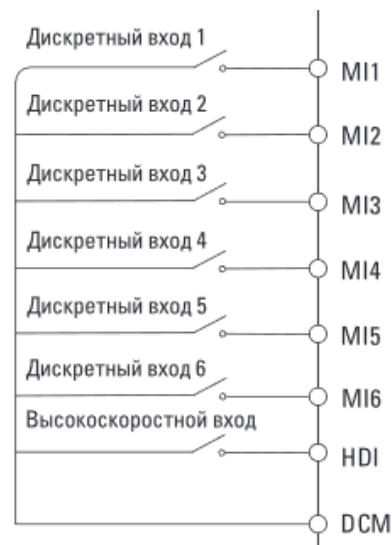 Дискретный вход 1
MI1
Дискретный вход 2
MI2
Дискретный вход 3
MI3
Дискретный вход 4
MI4
Дискретный вход 5
MI5
Дискретный вход 6
MI6
Высокоскоростной вход
HDI
DCM